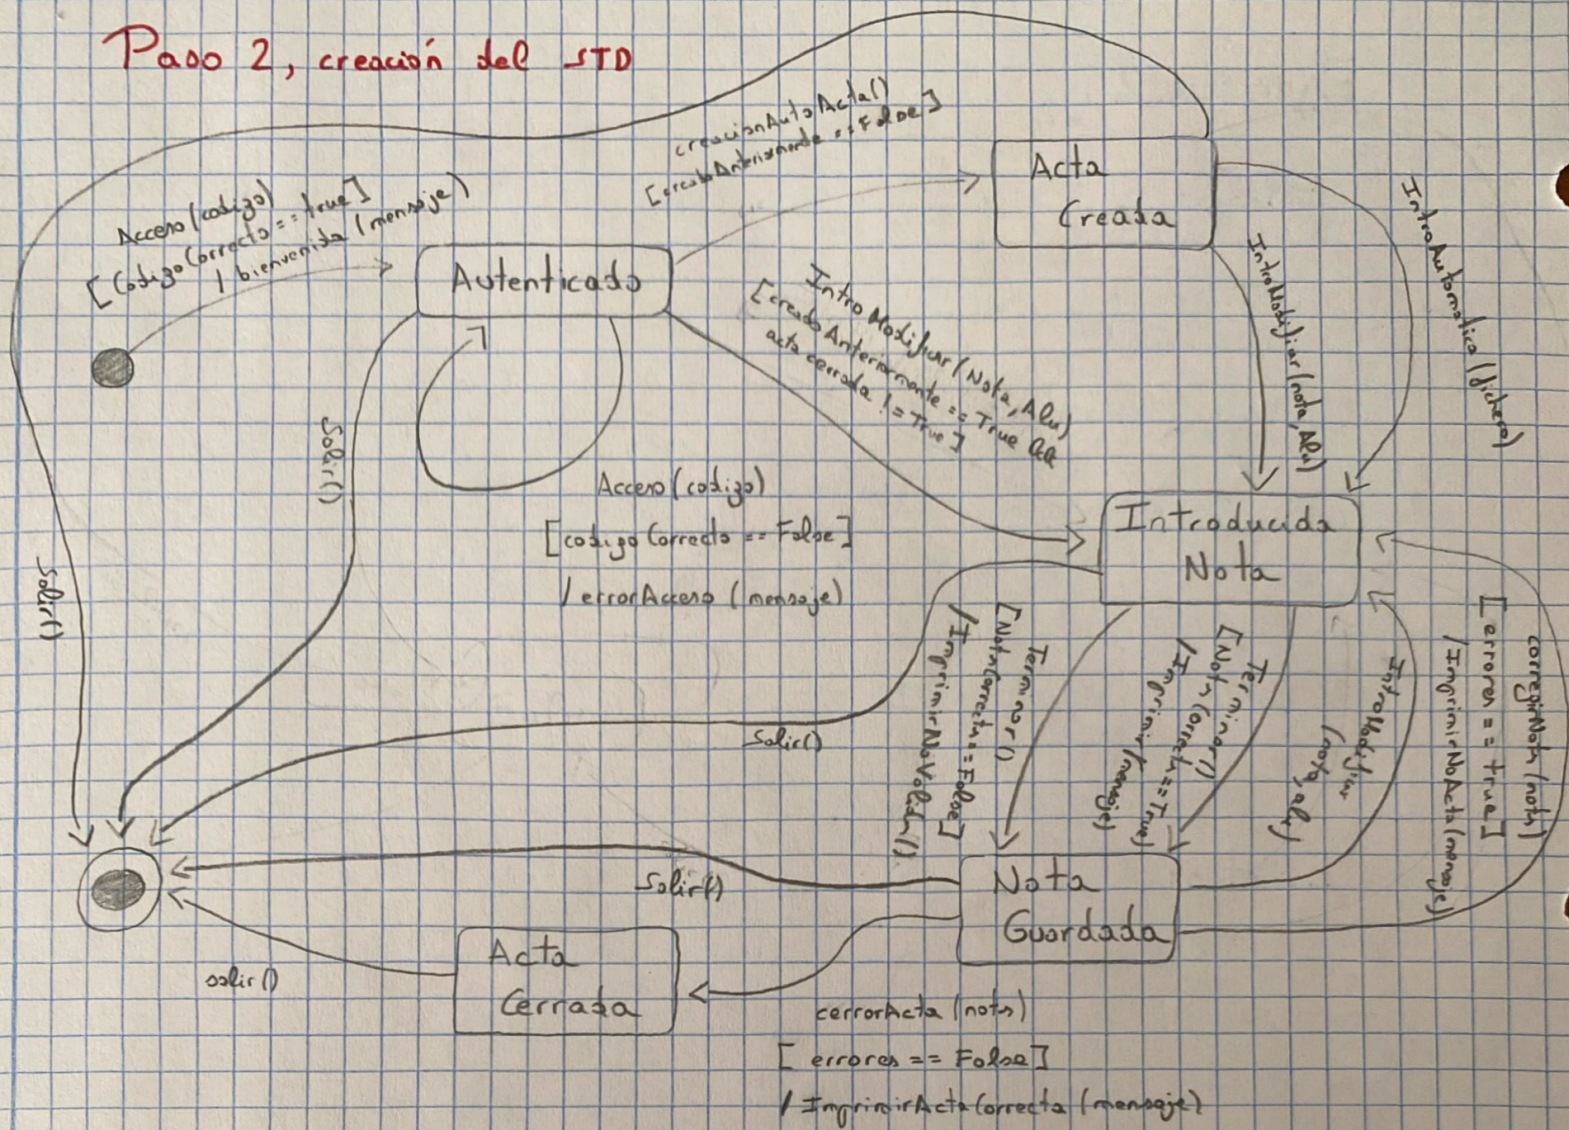 Paso 2, creación del STD
creacionAutoActa()
[creadoAnteriormente == False]
Acceso(codigo)
[CodigoCorrecto == true]
/ bienvenida (mensaje)
Acta
Creada
Autenticado
IntroModificar(Nota, Alu)
[creadoAnteriormente == True &&
acta cerrada != True]
IntroModificar(nota, Alu)
IntroAutomatica(fichero)
Salir()
Salir()
Acceso(codigo)
[codigoCorrecto == False]
/errorAcceso (mensaje)
Introducida
Nota
Terminar()
[NotaCorrecta == False]
/ImprimirNoValida()
Terminar()
[NotaCorrecta == True]
/Imprimir(mensaje)
IntroModificar
(nota, alu)
corregirNota(nota)
[errores == true]
/ImprimirNoActa(mensaje)
Salir()
Salir()
Nota
Guardada
Acta
Cerrada
salir()
cerrarActa (nota)
[errores == False]
/ImprimirActaCorrecta (mensaje)